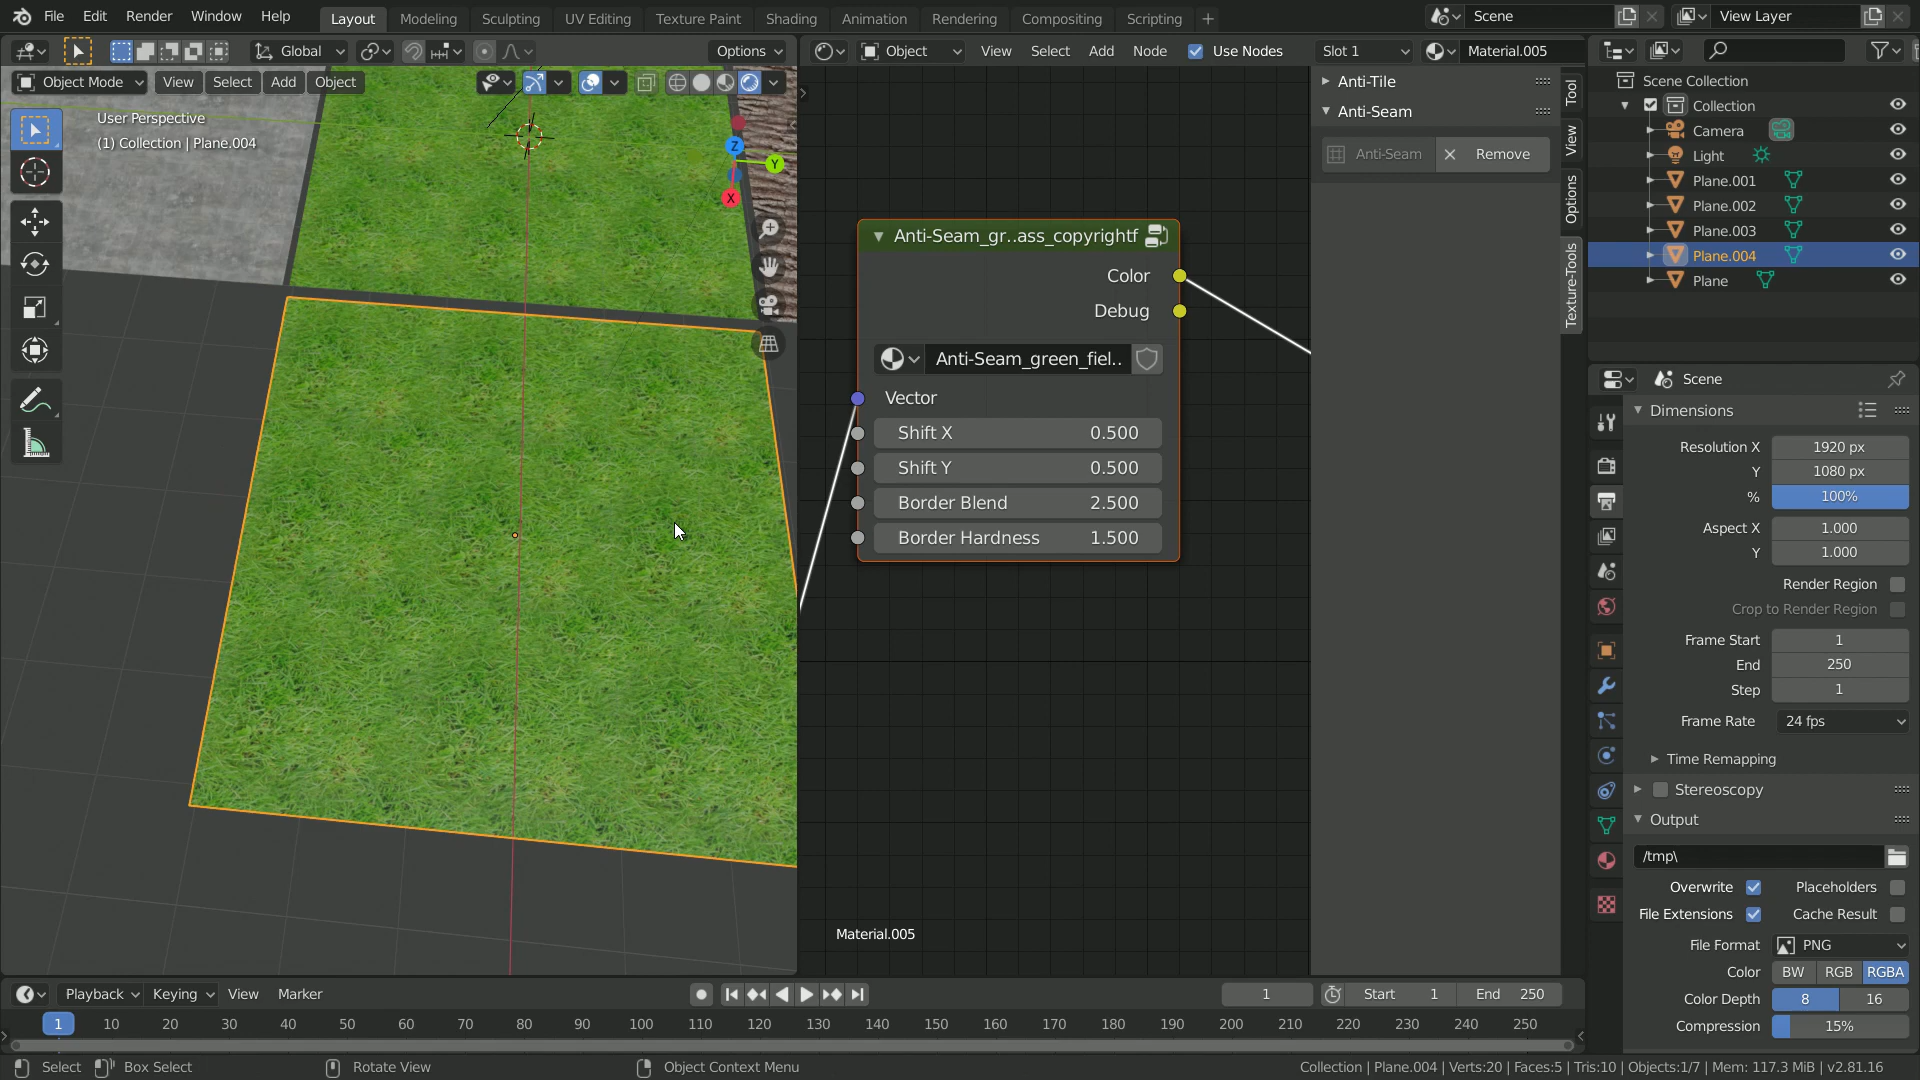 File Edit Render Window Help Layout Modeling Sculpting UV Editing Texture Paint Shading Animation Rendering Compositing Scripting + Scene View Layer
Global Options
Object View Select Add Node Use Nodes Slot 1 Material.005
Object Mode View Select Add Object
User Perspective
(1) Collection | Plane.004
Z
Y
X
Anti-Tile
Anti-Seam
Anti-Seam Remove
Tool
View
Options
Texture-Tools
Anti-Seam_gr..ass_copyrightf
Color
Debug
Anti-Seam_green_fiel..
Vector
Shift X 0.500
Shift Y 0.500
Border Blend 2.500
Border Hardness 1.500
Material.005
Scene Collection
Collection
Camera
Light
Plane.001
Plane.002
Plane.003
Plane.004
Plane
Scene
Dimensions
Resolution X 1920 px
Y 1080 px
% 100%
Aspect X 1.000
Y 1.000
Render Region
Crop to Render Region
Frame Start 1
End 250
Step 1
Frame Rate 24 fps
Time Remapping
Stereoscopy
Output
/tmp\
Overwrite Placeholders
File Extensions Cache Result
File Format PNG
Color BW RGB RGBA
Color Depth 8 16
Compression 15%
Playback Keying View Marker 1 Start 1 End 250
1 10 20 30 40 50 60 70 80 90 100 110 120 130 140 150 160 170 180 190 200 210 220 230 240 250
Select Box Select Rotate View Object Context Menu Collection | Plane.004 | Verts:20 | Faces:5 | Tris:10 | Objects:1/7 | Mem: 117.3 MiB | v2.81.16